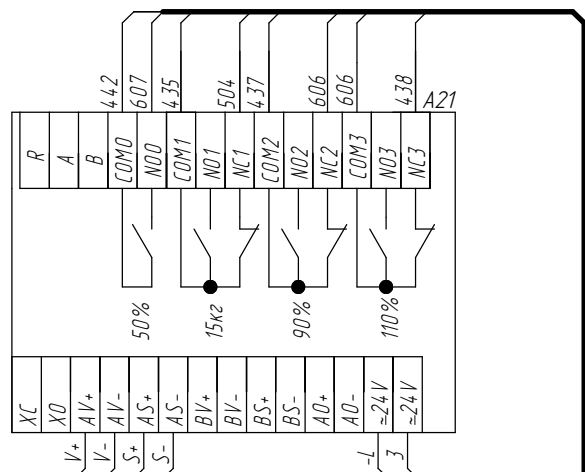 442 607 435 504 437 606 606 438
A21
R A B COM0 NO0 COM1 NO1 NC1 COM2 NO2 NC2 COM3 NO3 NC3
50% 15кг 90% 110%
XC XO AV+ AV- AS+ AS- BV+ BV- BS+ BS- AO+ AO- ≂24V ≂24V
V+ V- S+ S- -L 3